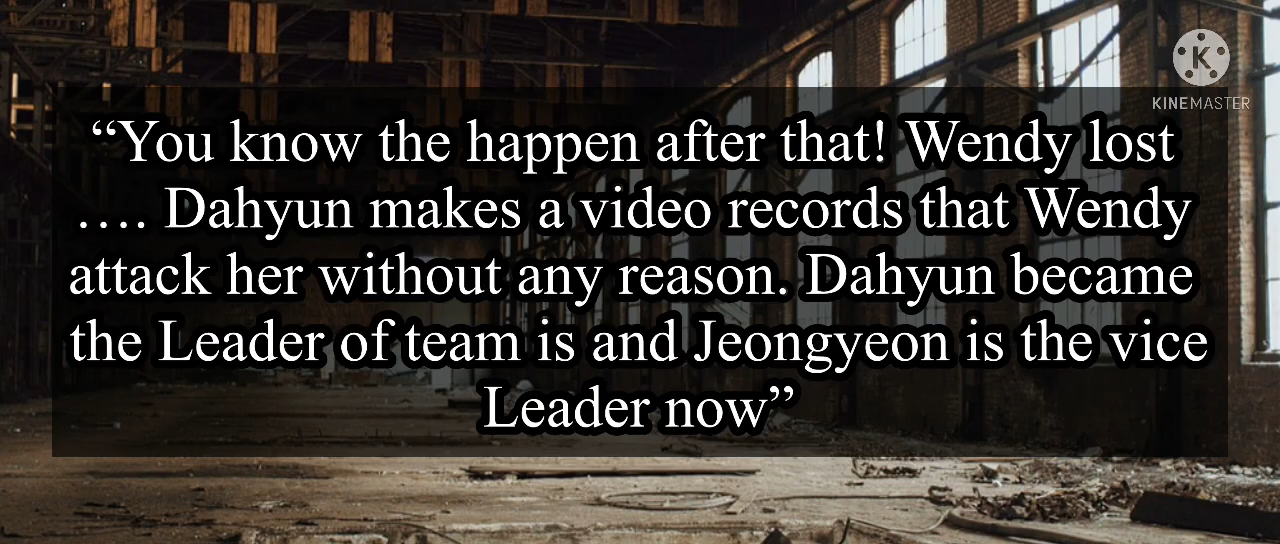 K
KINEMASTER
“You know the happen after that! Wendy lost
…. Dahyun makes a video records that Wendy
attack her without any reason. Dahyun became
the Leader of team is and Jeongyeon is the vice
Leader now”